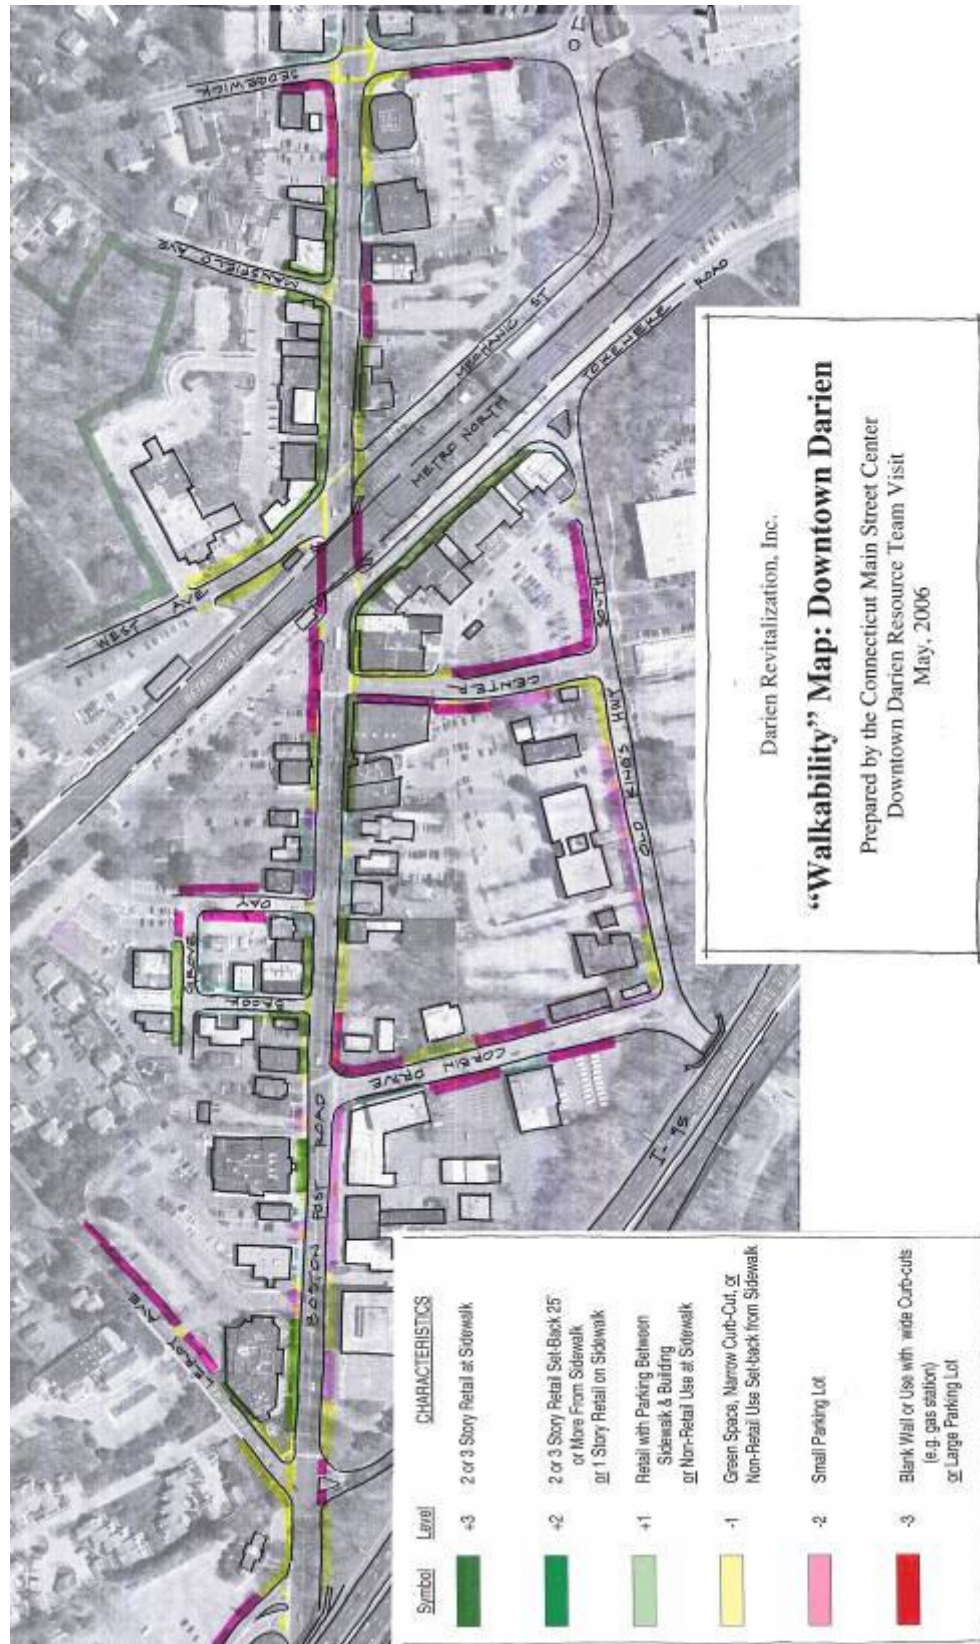 SEDGEWICK
MANSFIELD AVE
MECHANIC ST
METRO NORTH
TOKENEKE ROAD
WEST AVE
CENTER
SOUTH
OLD KINGS HWY
DAY
GROVE
BROOK
CORBIN DRIVE
BOSTON POST ROAD
LEROY AVE
I-95
Darien Revitalization, Inc.
“Walkability” Map: Downtown Darien
Prepared by the Connecticut Main Street Center
Downtown Darien Resource Team Visit
May, 2006
Symbol Level CHARACTERISTICS
+3 2 or 3 Story Retail at Sidewalk
+2 2 or 3 Story Retail Set-Back 25'
or More From Sidewalk
or 1 Story Retail on Sidewalk
+1 Retail with Parking Between
Sidewalk & Building
or Non-Retail Use at Sidewalk
-1 Green Space, Narrow Curb-Cut, or
Non-Retail Use Set-back from Sidewalk
-2 Small Parking Lot
-3 Blank Wall or Use with wide Curb-cuts
(e.g. gas station)
or Large Parking Lot